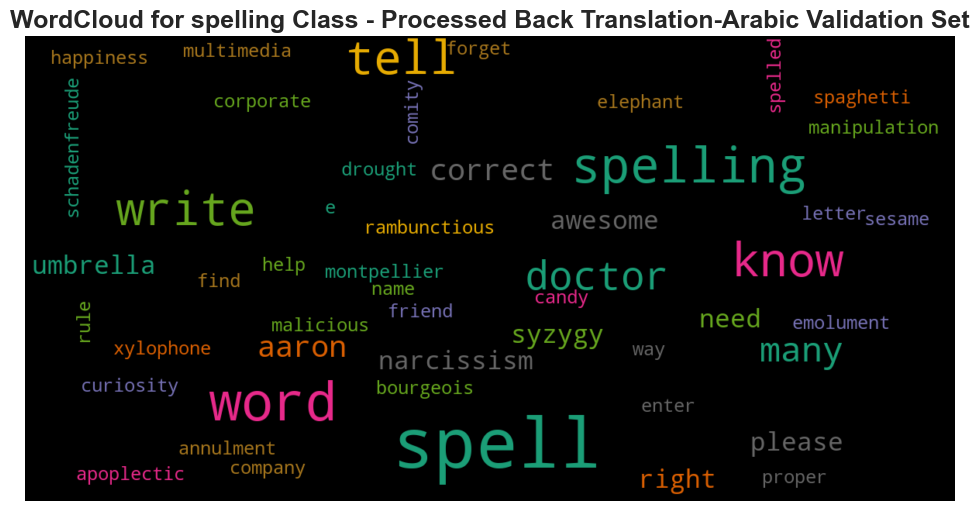 WordCloud for spelling Class - Processed Back Translation-Arabic Validation Set
happiness
multimedia
tell
forget
spelled
schadenfreude
corporate
comity
elephant
spaghetti
manipulation
drought
correct
spelling
write
e
rambunctious
awesome
letter
sesame
umbrella
find
help
montpellier
name
doctor
candy
know
rule
malicious
friend
need
emolument
syzygy
xylophone
aaron
narcissism
way
many
curiosity
bourgeois
word
enter
spell
annulment
company
please
apoplectic
right
proper